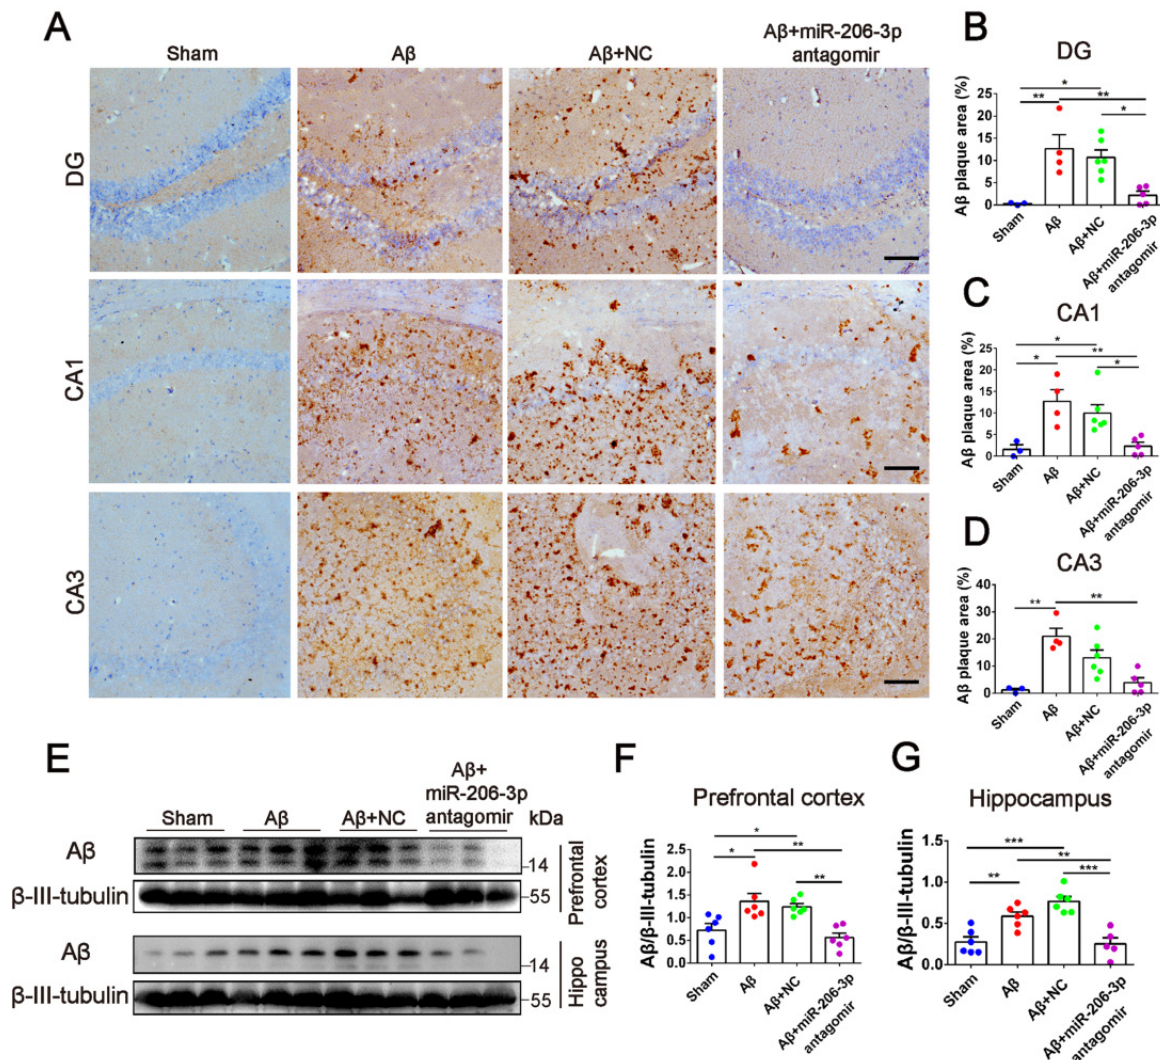 A
Sham
Aβ
Aβ+NC
Aβ+miR-206-3p
antagomir
DG
CA1
CA3
B
DG
Aβ plaque area (%)
25
20
15
10
5
0
*
**
**
*
Sham
Aβ
Aβ+NC
Aβ+miR-206-3p
antagomir
C
CA1
Aβ plaque area (%)
25
20
15
10
5
0
*
*
**
*
Sham
Aβ
Aβ+NC
Aβ+miR-206-3p
antagomir
D
CA3
Aβ plaque area (%)
40
30
20
10
0
**
**
Sham
Aβ
Aβ+NC
Aβ+miR-206-3p
antagomir
E
Sham
Aβ
Aβ+NC
Aβ+
miR-206-3p
antagomir
kDa
Aβ
14
β-III-tubulin
55
Prefrontal
cortex
Aβ
14
β-III-tubulin
55
Hippo
campus
F
Prefrontal cortex
Aβ/β-III-tubulin
2.5
2.0
1.5
1.0
0.5
0.0
*
*
**
**
Sham
Aβ
Aβ+NC
Aβ+miR-206-3p
antagomir
G
Hippocampus
Aβ/β-III-tubulin
1.5
1.0
0.5
0.0
***
**
**
***
Sham
Aβ
Aβ+NC
Aβ+miR-206-3p
antagomir